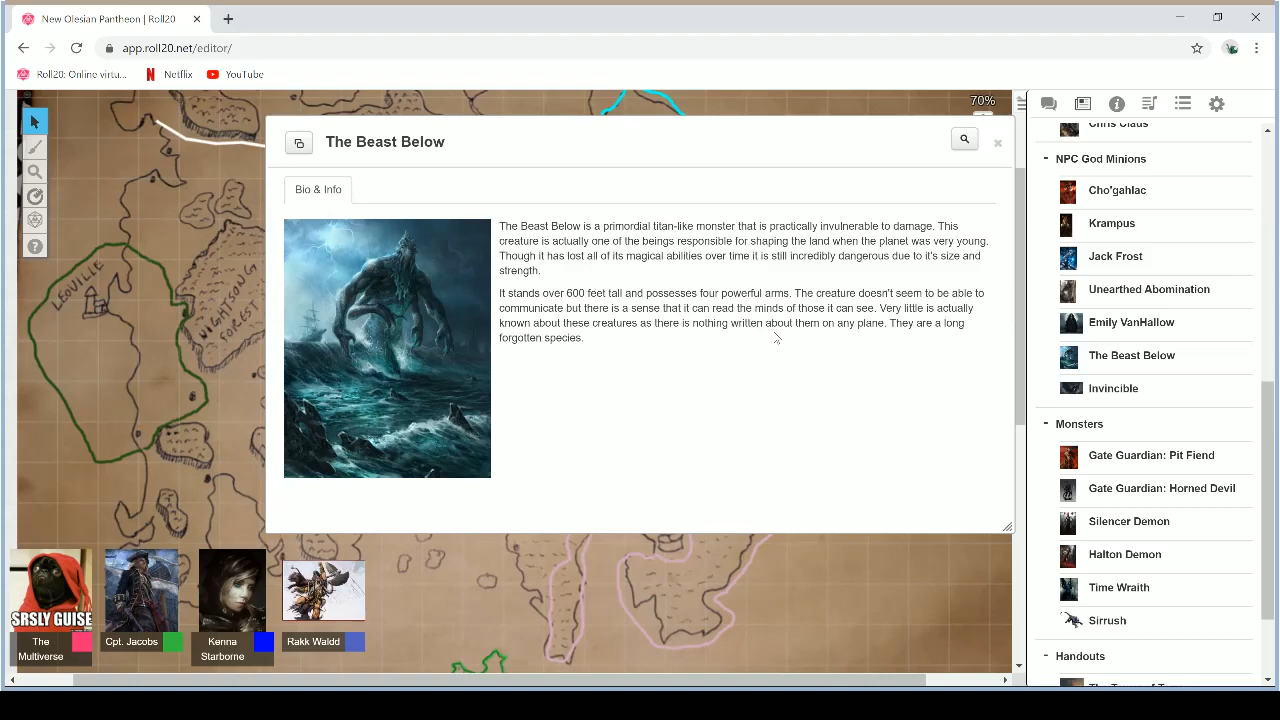 New Olesian Pantheon | Roll20
app.roll20.net/editor/
Roll20: Online virtu...
Netflix
YouTube
70%
The Beast Below
Bio & Info
The Beast Below is a primordial titan-like monster that is practically invulnerable to damage. This
creature is actually one of the beings responsible for shaping the land when the planet was very young.
Though it has lost all of its magical abilities over time it is still incredibly dangerous due to it's size and
strength.
It stands over 600 feet tall and possesses four powerful arms. The creature doesn't seem to be able to
communicate but there is a sense that it can read the minds of those it can see. Very little is actually
known about these creatures as there is nothing written about them on any plane. They are a long
forgotten species.
LEOVILLE
NIGHTSONG
FOREST
SRSLY GUISE
The
Multiverse
Cpt. Jacobs
Kenna
Starborne
Rakk Waldd
Chris Claus
NPC God Minions
Cho'gahlac
Krampus
Jack Frost
Unearthed Abomination
Emily VanHallow
The Beast Below
Invincible
Monsters
Gate Guardian: Pit Fiend
Gate Guardian: Horned Devil
Silencer Demon
Halton Demon
Time Wraith
Sirrush
Handouts